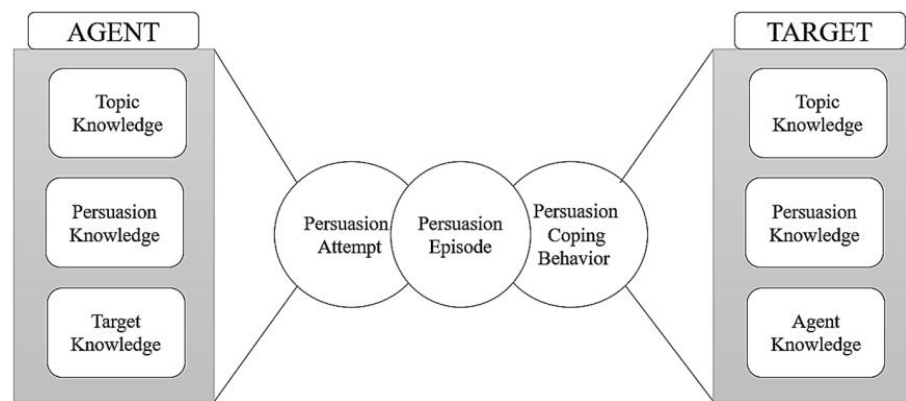 AGENT
Topic
Knowledge
Persuasion
Knowledge
Target
Knowledge
Persuasion
Attempt
Persuasion
Episode
Persuasion
Coping
Behavior
TARGET
Topic
Knowledge
Persuasion
Knowledge
Agent
Knowledge